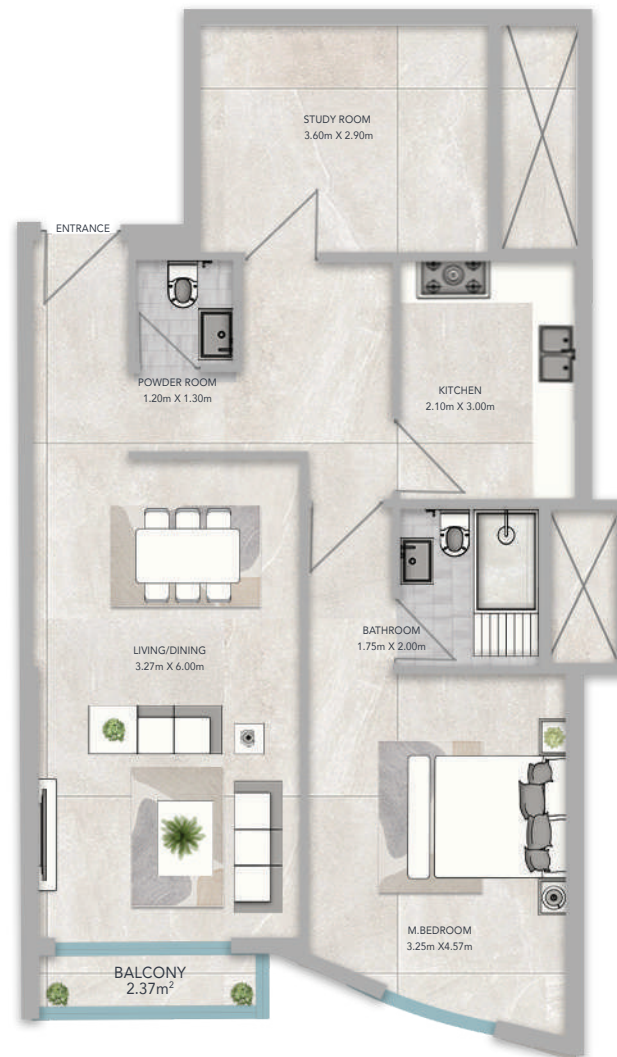 STUDY ROOM
3.60m X 2.90m
ENTRANCE
POWDER ROOM
1.20m X 1.30m
KITCHEN
2.10m X 3.00m
BATHROOM
1.75m X 2.00m
LIVING/DINING
3.27m X 6.00m
M.BEDROOM
3.25m X4.57m
BALCONY
2.37m²